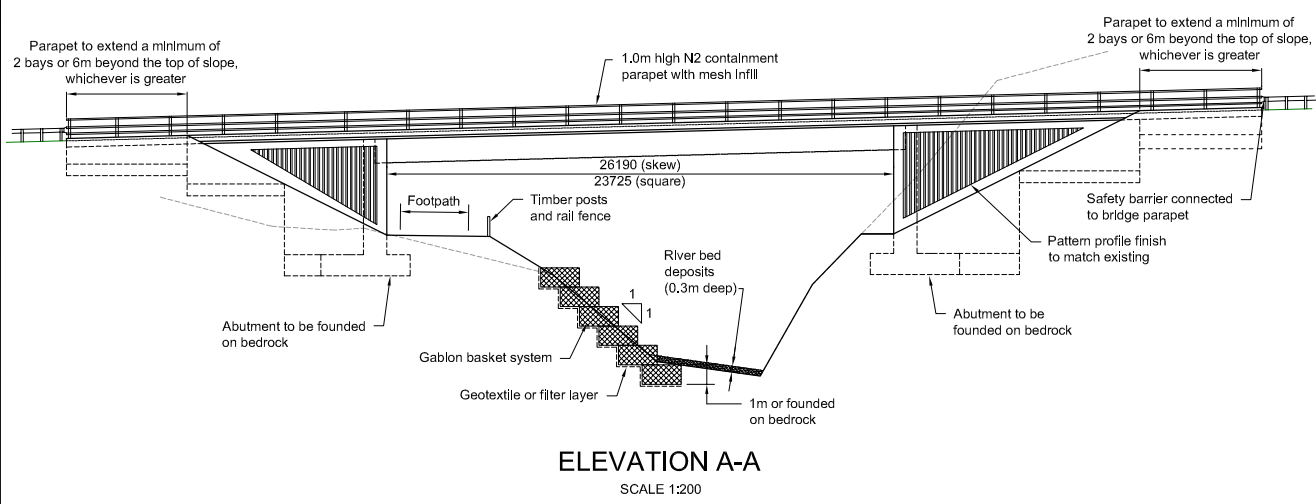 Parapet to extend a minimum of
2 bays or 6m beyond the top of slope,
whichever is greater
1.0m high N2 containment
parapet with mesh infill
Parapet to extend a minimum of
2 bays or 6m beyond the top of slope,
whichever is greater
26190 (skew)
23725 (square)
Footpath
Timber posts
and rail fence
Safety barrier connected
to bridge parapet
Pattern profile finish
to match existing
River bed
deposits
(0.3m deep)
1
1
Abutment to be founded
on bedrock
Abutment to be
founded on bedrock
Gabion basket system
Geotextile or filter layer
1m or founded
on bedrock
ELEVATION A-A
SCALE 1:200